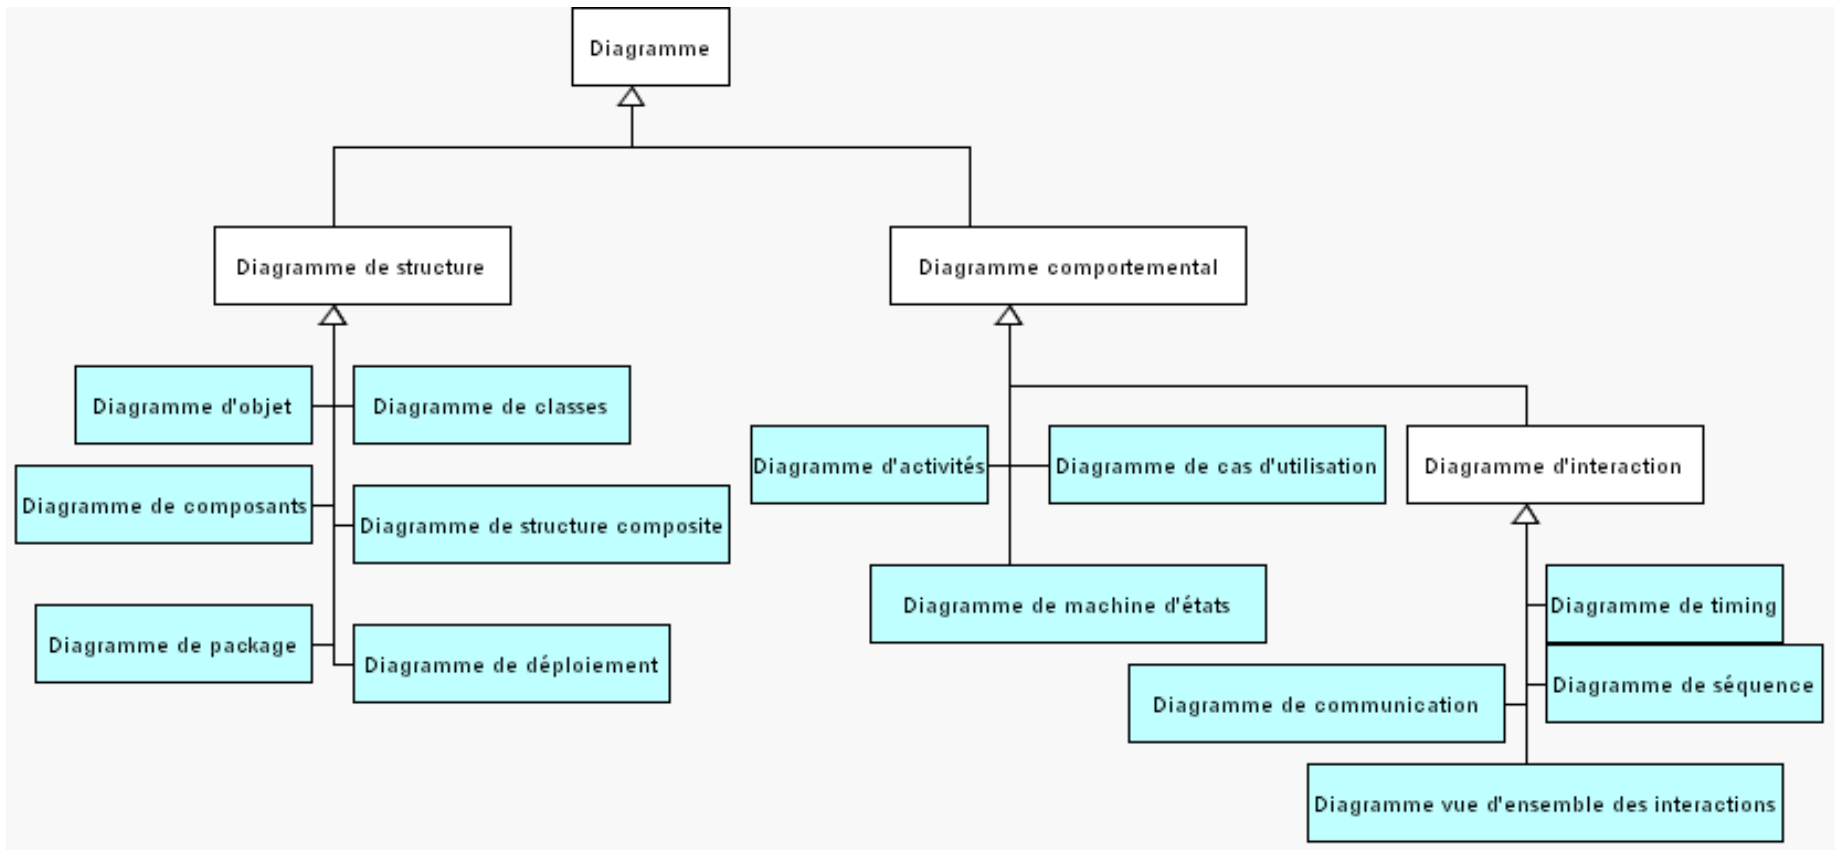 Diagramme
Diagramme de structure
Diagramme comportemental
Diagramme d'objet
Diagramme de classes
Diagramme de composants
Diagramme de structure composite
Diagramme de package
Diagramme de déploiement
Diagramme d'activités
Diagramme de cas d'utilisation
Diagramme d'interaction
Diagramme de machine d'états
Diagramme de timing
Diagramme de séquence
Diagramme de communication
Diagramme vue d'ensemble des interactions